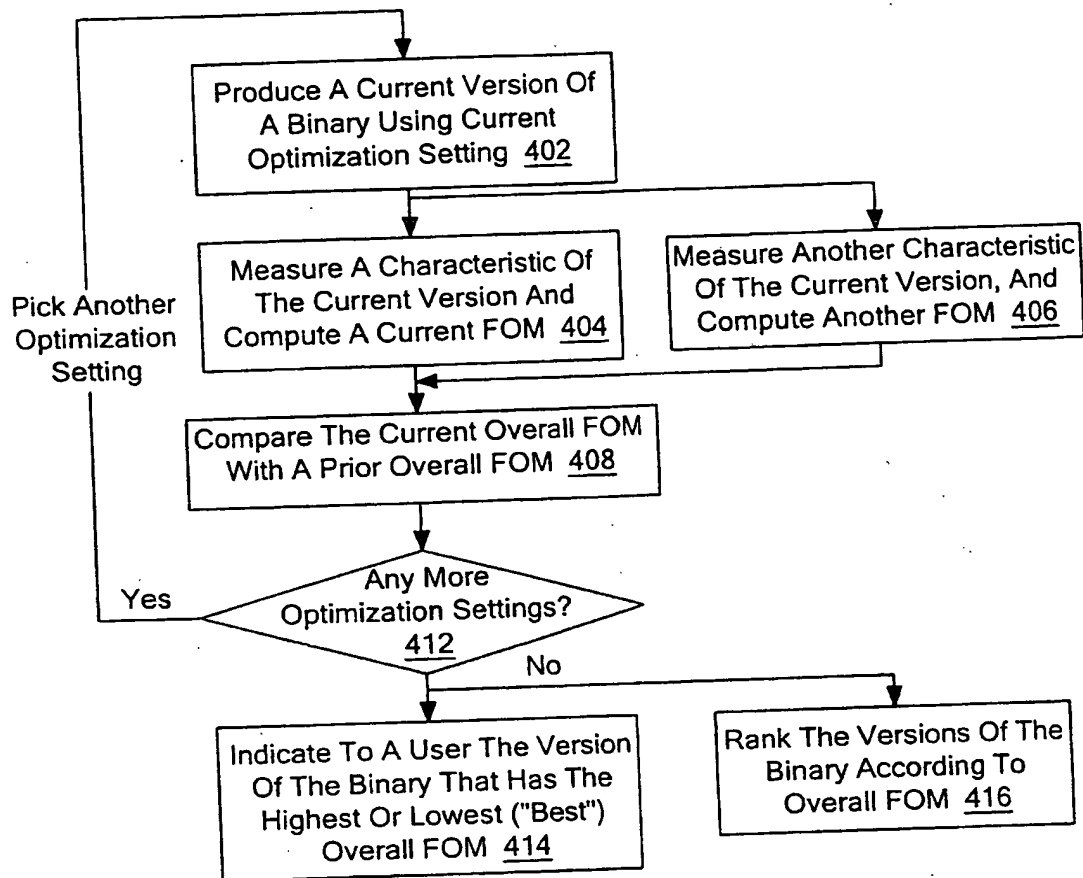 Produce A Current Version Of
A Binary Using Current
Optimization Setting 402
Measure A Characteristic Of
The Current Version And
Compute A Current FOM 404
Measure Another Characteristic
Of The Current Version, And
Compute Another FOM 406
Pick Another
Optimization
Setting
Compare The Current Overall FOM
With A Prior Overall FOM 408
Any More
Optimization Settings?
412
Yes
No
Indicate To A User The Version
Of The Binary That Has The
Highest Or Lowest ("Best")
Overall FOM 414
Rank The Versions Of The
Binary According To
Overall FOM 416